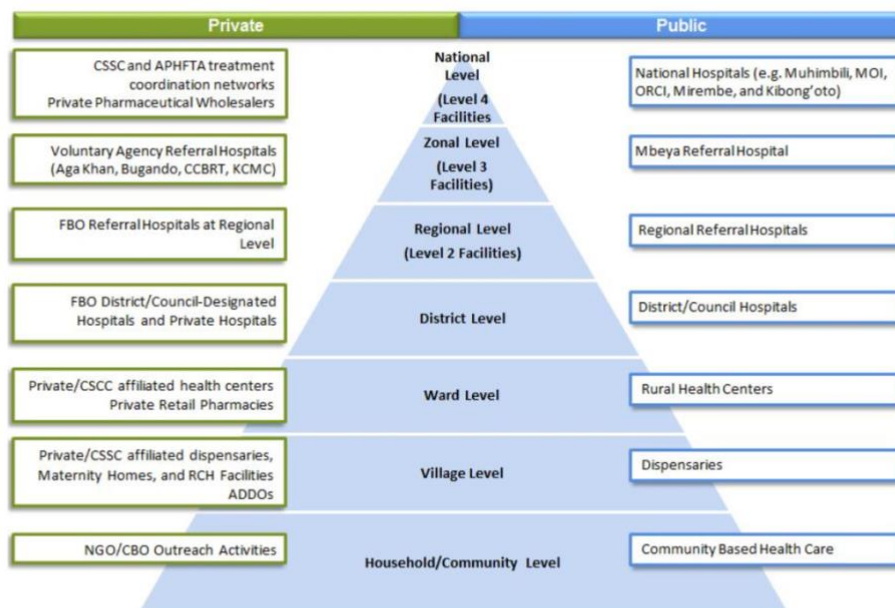 Private
Public
CSSC and APHFTA treatment
coordination networks
Private Pharmaceutical Wholesalers
National
Level
(Level 4
Facilities
National Hospitals (e.g. Muhimbili, MOI,
ORCI, Mirembe, and Kibong'oto)
Voluntary Agency Referral Hospitals
(Aga Khan, Bugando, CCBRT, KCMC)
Zonal Level
(Level 3
Facilities)
Mbeya Referral Hospital
FBO Referral Hospitals at Regional
Level
Regional Level
(Level 2 Facilities)
Regional Referral Hospitals
FBO District/Council-Designated
Hospitals and Private Hospitals
District Level
District/Council Hospitals
Private/CSCC affiliated health centers
Private Retail Pharmacies
Ward Level
Rural Health Centers
Private/CSSC affiliated dispensaries,
Maternity Homes, and RCH Facilities
ADDOs
Village Level
Dispensaries
NGO/CBO Outreach Activities
Household/Community Level
Community Based Health Care